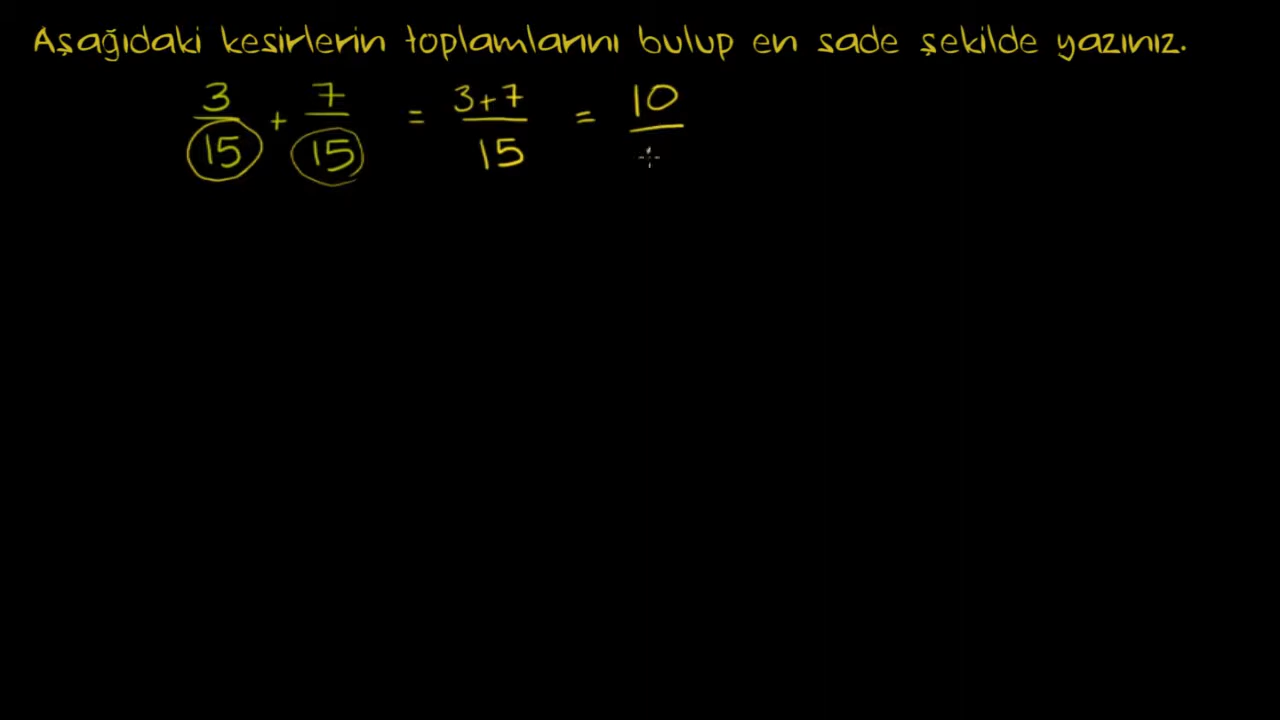 Aşağıdaki kesirlerin toplamlarını bulup en sade şekilde yazınız.
3/15 + 7/15 = 3+7/15 = 10/